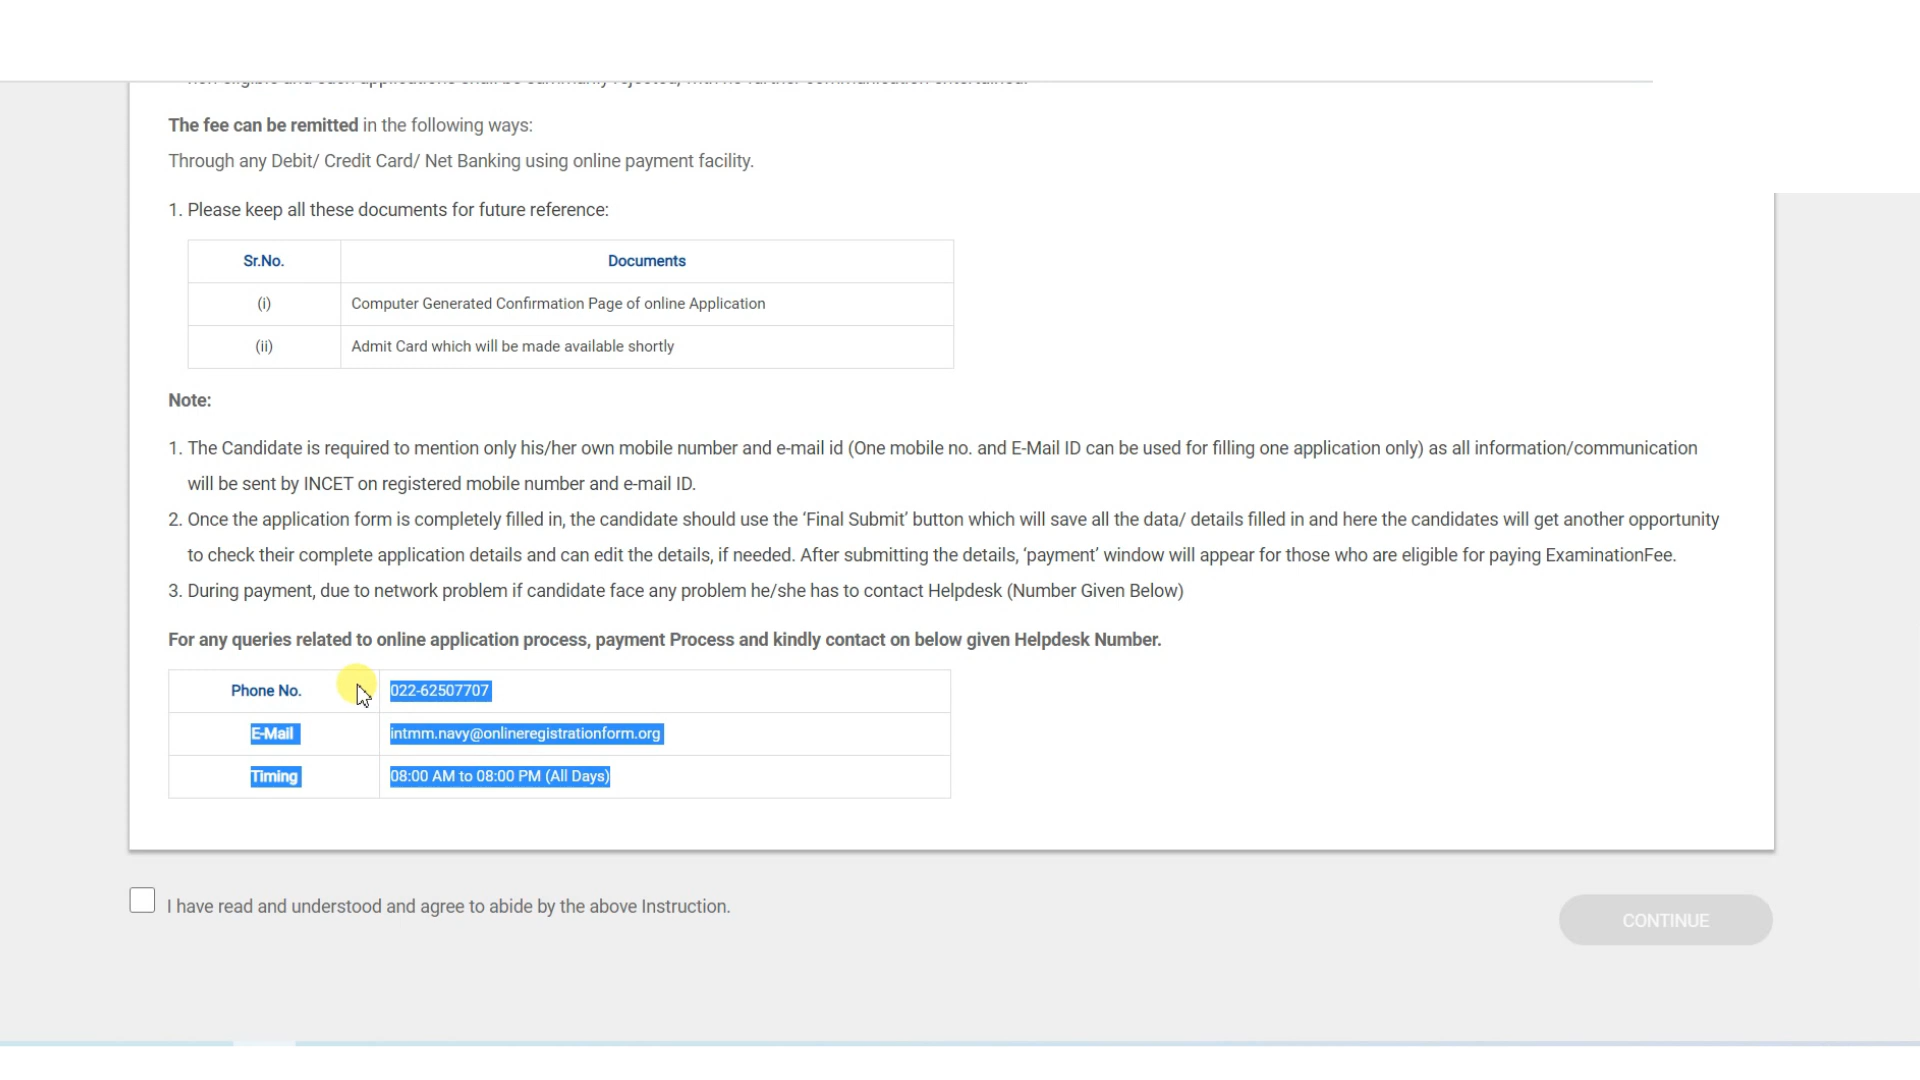 The fee can be remitted in the following ways:
Through any Debit/ Credit Card/ Net Banking using online payment facility.
1. Please keep all these documents for future reference:
Sr.No. Documents
(i) Computer Generated Confirmation Page of online Application
(ii) Admit Card which will be made available shortly
Note:
1. The Candidate is required to mention only his/her own mobile number and e-mail id (One mobile no. and E-Mail ID can be used for filling one application only) as all information/communication
will be sent by INCET on registered mobile number and e-mail ID.
2. Once the application form is completely filled in, the candidate should use the ‘Final Submit’ button which will save all the data/ details filled in and here the candidates will get another opportunity
to check their complete application details and can edit the details, if needed. After submitting the details, ‘payment’ window will appear for those who are eligible for paying ExaminationFee.
3. During payment, due to network problem if candidate face any problem he/she has to contact Helpdesk (Number Given Below)
For any queries related to online application process, payment Process and kindly contact on below given Helpdesk Number.
Phone No. 022-62507707
E-Mail intmm.navy@onlineregistrationform.org
Timing 08:00 AM to 08:00 PM (All Days)
I have read and understood and agree to abide by the above Instruction.
CONTINUE